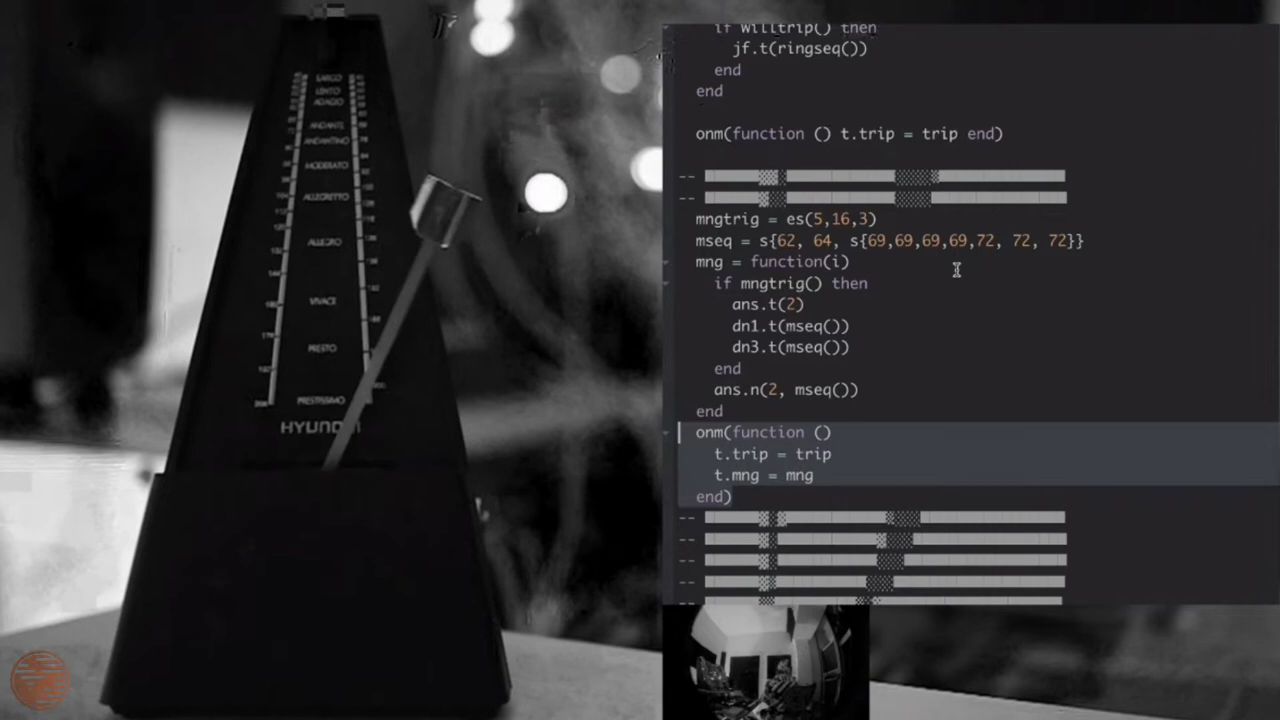 LARGO
LENTO
ADAGIO
ANDANTE
ANDANTINO
MODERATO
ALLEGRETTO
ALLEGRO
VIVACE
PRESTO
PRESTISSIMO
if willtrip() then
jf.t(ringseq())
end
end
onm(function () t.trip = trip end)
--
--
mngtrig = es(5,16,3)
mseq = s{62, 64, s{69,69,69,69,72, 72, 72}}
mng = function(i)
if mngtrig() then
ans.t(2)
dn1.t(mseq())
dn3.t(mseq())
end
ans.n(2, mseq())
end
onm(function ()
t.trip = trip
t.mng = mng
end)
--
--
--
--
--